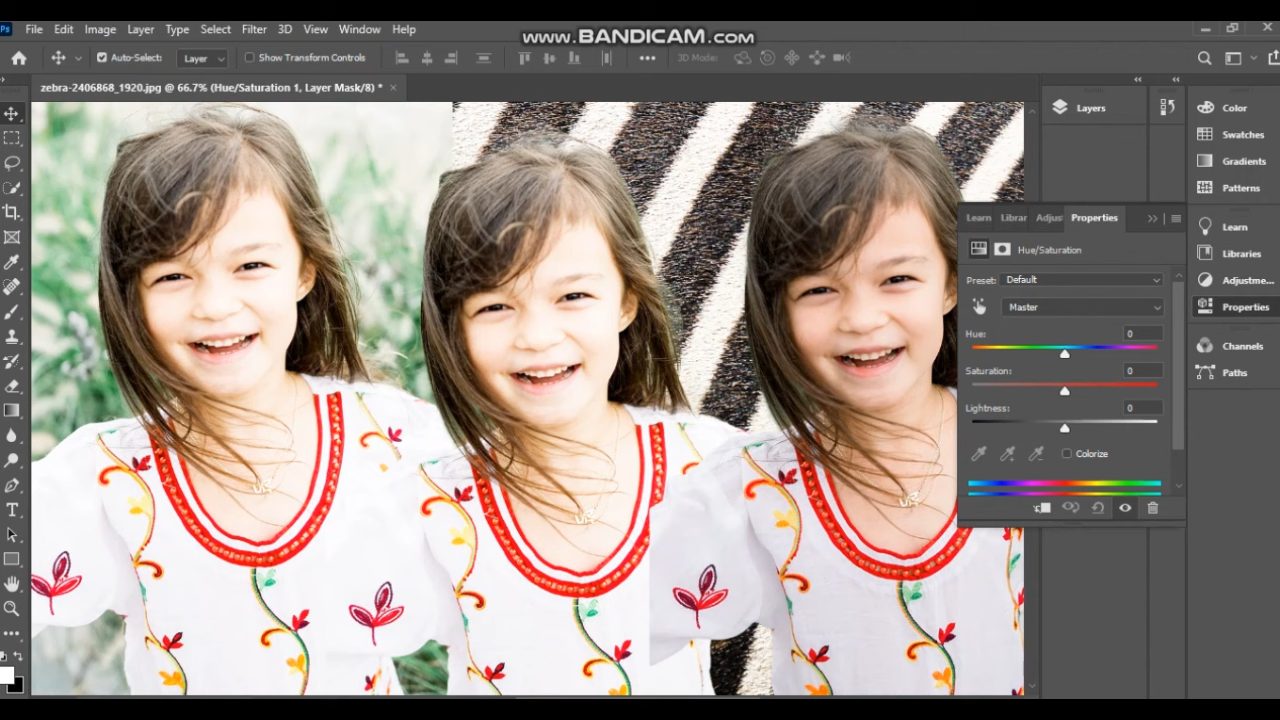 Ps File Edit Image Layer Type Select Filter 3D View Window Help
www.BANDICAM.com
Auto-Select: Layer Show Transform Controls 3D Mode:
zebra-2406868_1920.jpg @ 66.7% (Hue/Saturation 1, Layer Mask/8) *
Layers
Color
Swatches
Gradients
Patterns
Learn
Libraries
Adjustme...
Properties
Channels
Paths
Learn Librar Adjus Properties
Hue/Saturation
Preset: Default
Master
Hue: 0
Saturation: 0
Lightness: 0
Colorize